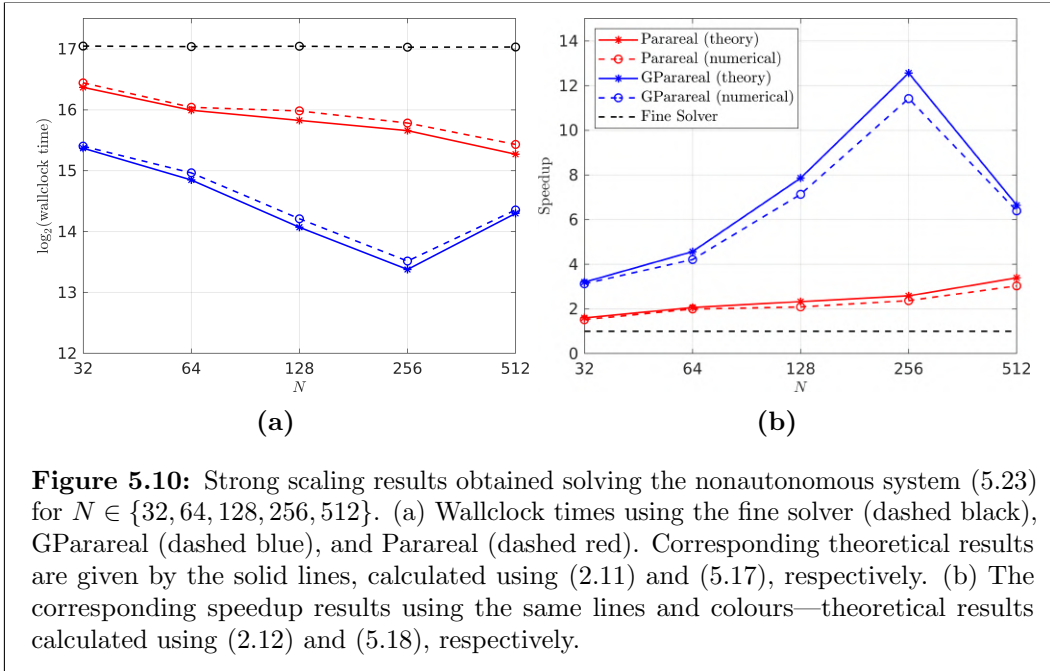 17
16
15
14
13
12
log₂(wallclock time)
32 64 128 256 512
N
(a)
14
12
10
8
6
4
2
0
Speedup
Parareal (theory)
Parareal (numerical)
GParareal (theory)
GParareal (numerical)
Fine Solver
32 64 128 256 512
N
(b)
Figure 5.10: Strong scaling results obtained solving the nonautonomous system (5.23)
for N ∈ {32, 64, 128, 256, 512}. (a) Wallclock times using the fine solver (dashed black),
GParareal (dashed blue), and Parareal (dashed red). Corresponding theoretical results
are given by the solid lines, calculated using (2.11) and (5.17), respectively. (b) The
corresponding speedup results using the same lines and colours—theoretical results
calculated using (2.12) and (5.18), respectively.